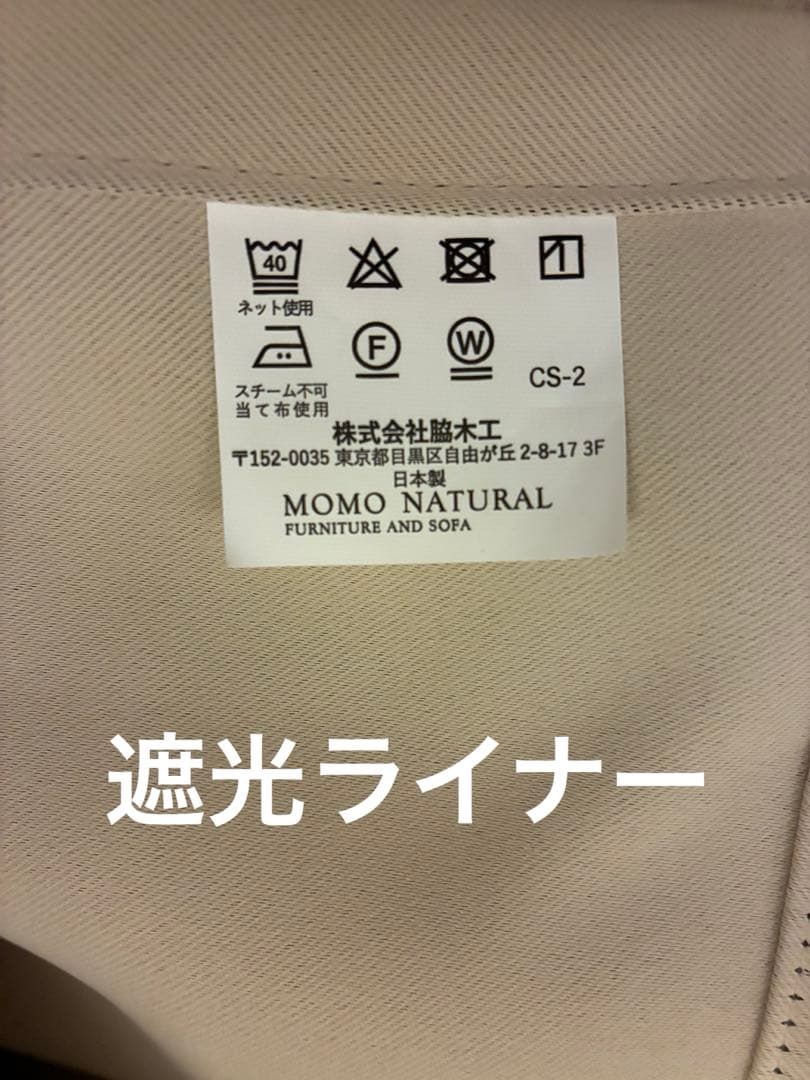 40
ネット使用
スチーム不可
当て布使用
F
W
CS-2
株式会社脇木工
〒152-0035 東京都目黒区自由が丘2-8-17 3F
日本製
MOMO NATURAL
FURNITURE AND SOFA
遮光ライナー